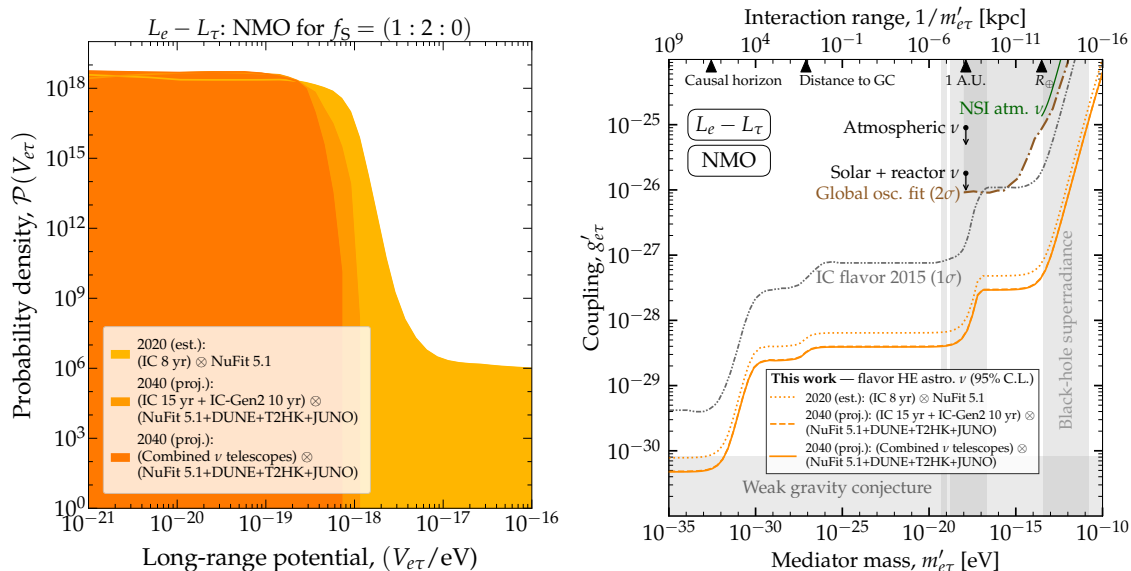 L_e − L_τ: NMO for f_S = (1 : 2 : 0)
Probability density, P(V_eτ)
10^18
10^15
10^12
10^9
10^6
10^3
10^0
2020 (est.):
(IC 8 yr) ⊗ NuFit 5.1
2040 (proj.):
(IC 15 yr + IC-Gen2 10 yr) ⊗
(NuFit 5.1+DUNE+T2HK+JUNO)
2040 (proj.):
(Combined ν telescopes) ⊗
(NuFit 5.1+DUNE+T2HK+JUNO)
10^−21 10^−20 10^−19 10^−18 10^−17 10^−16
Long-range potential, (V_eτ/eV)
Interaction range, 1/m′_eτ [kpc]
10^9 10^4 10^−1 10^−6 10^−11 10^−16
Causal horizon Distance to GC 1 A.U. R_⊕
NSI atm. ν
L_e − L_τ
NMO
Atmospheric ν
Solar + reactor ν
Global osc. fit (2σ)
IC flavor 2015 (1σ)
Black-hole superradiance
Coupling, g′_eτ
10^−25
10^−26
10^−27
10^−28
10^−29
10^−30
This work — flavor HE astro. ν (95% C.L.)
2020 (est.): (IC 8 yr) ⊗ NuFit 5.1
2040 (proj.): (IC 15 yr + IC-Gen2 10 yr) ⊗
(NuFit 5.1+DUNE+T2HK+JUNO)
2040 (proj.): (Combined ν telescopes) ⊗
(NuFit 5.1+DUNE+T2HK+JUNO)
Weak gravity conjecture
10^−35 10^−30 10^−25 10^−20 10^−15 10^−10
Mediator mass, m′_eτ [eV]